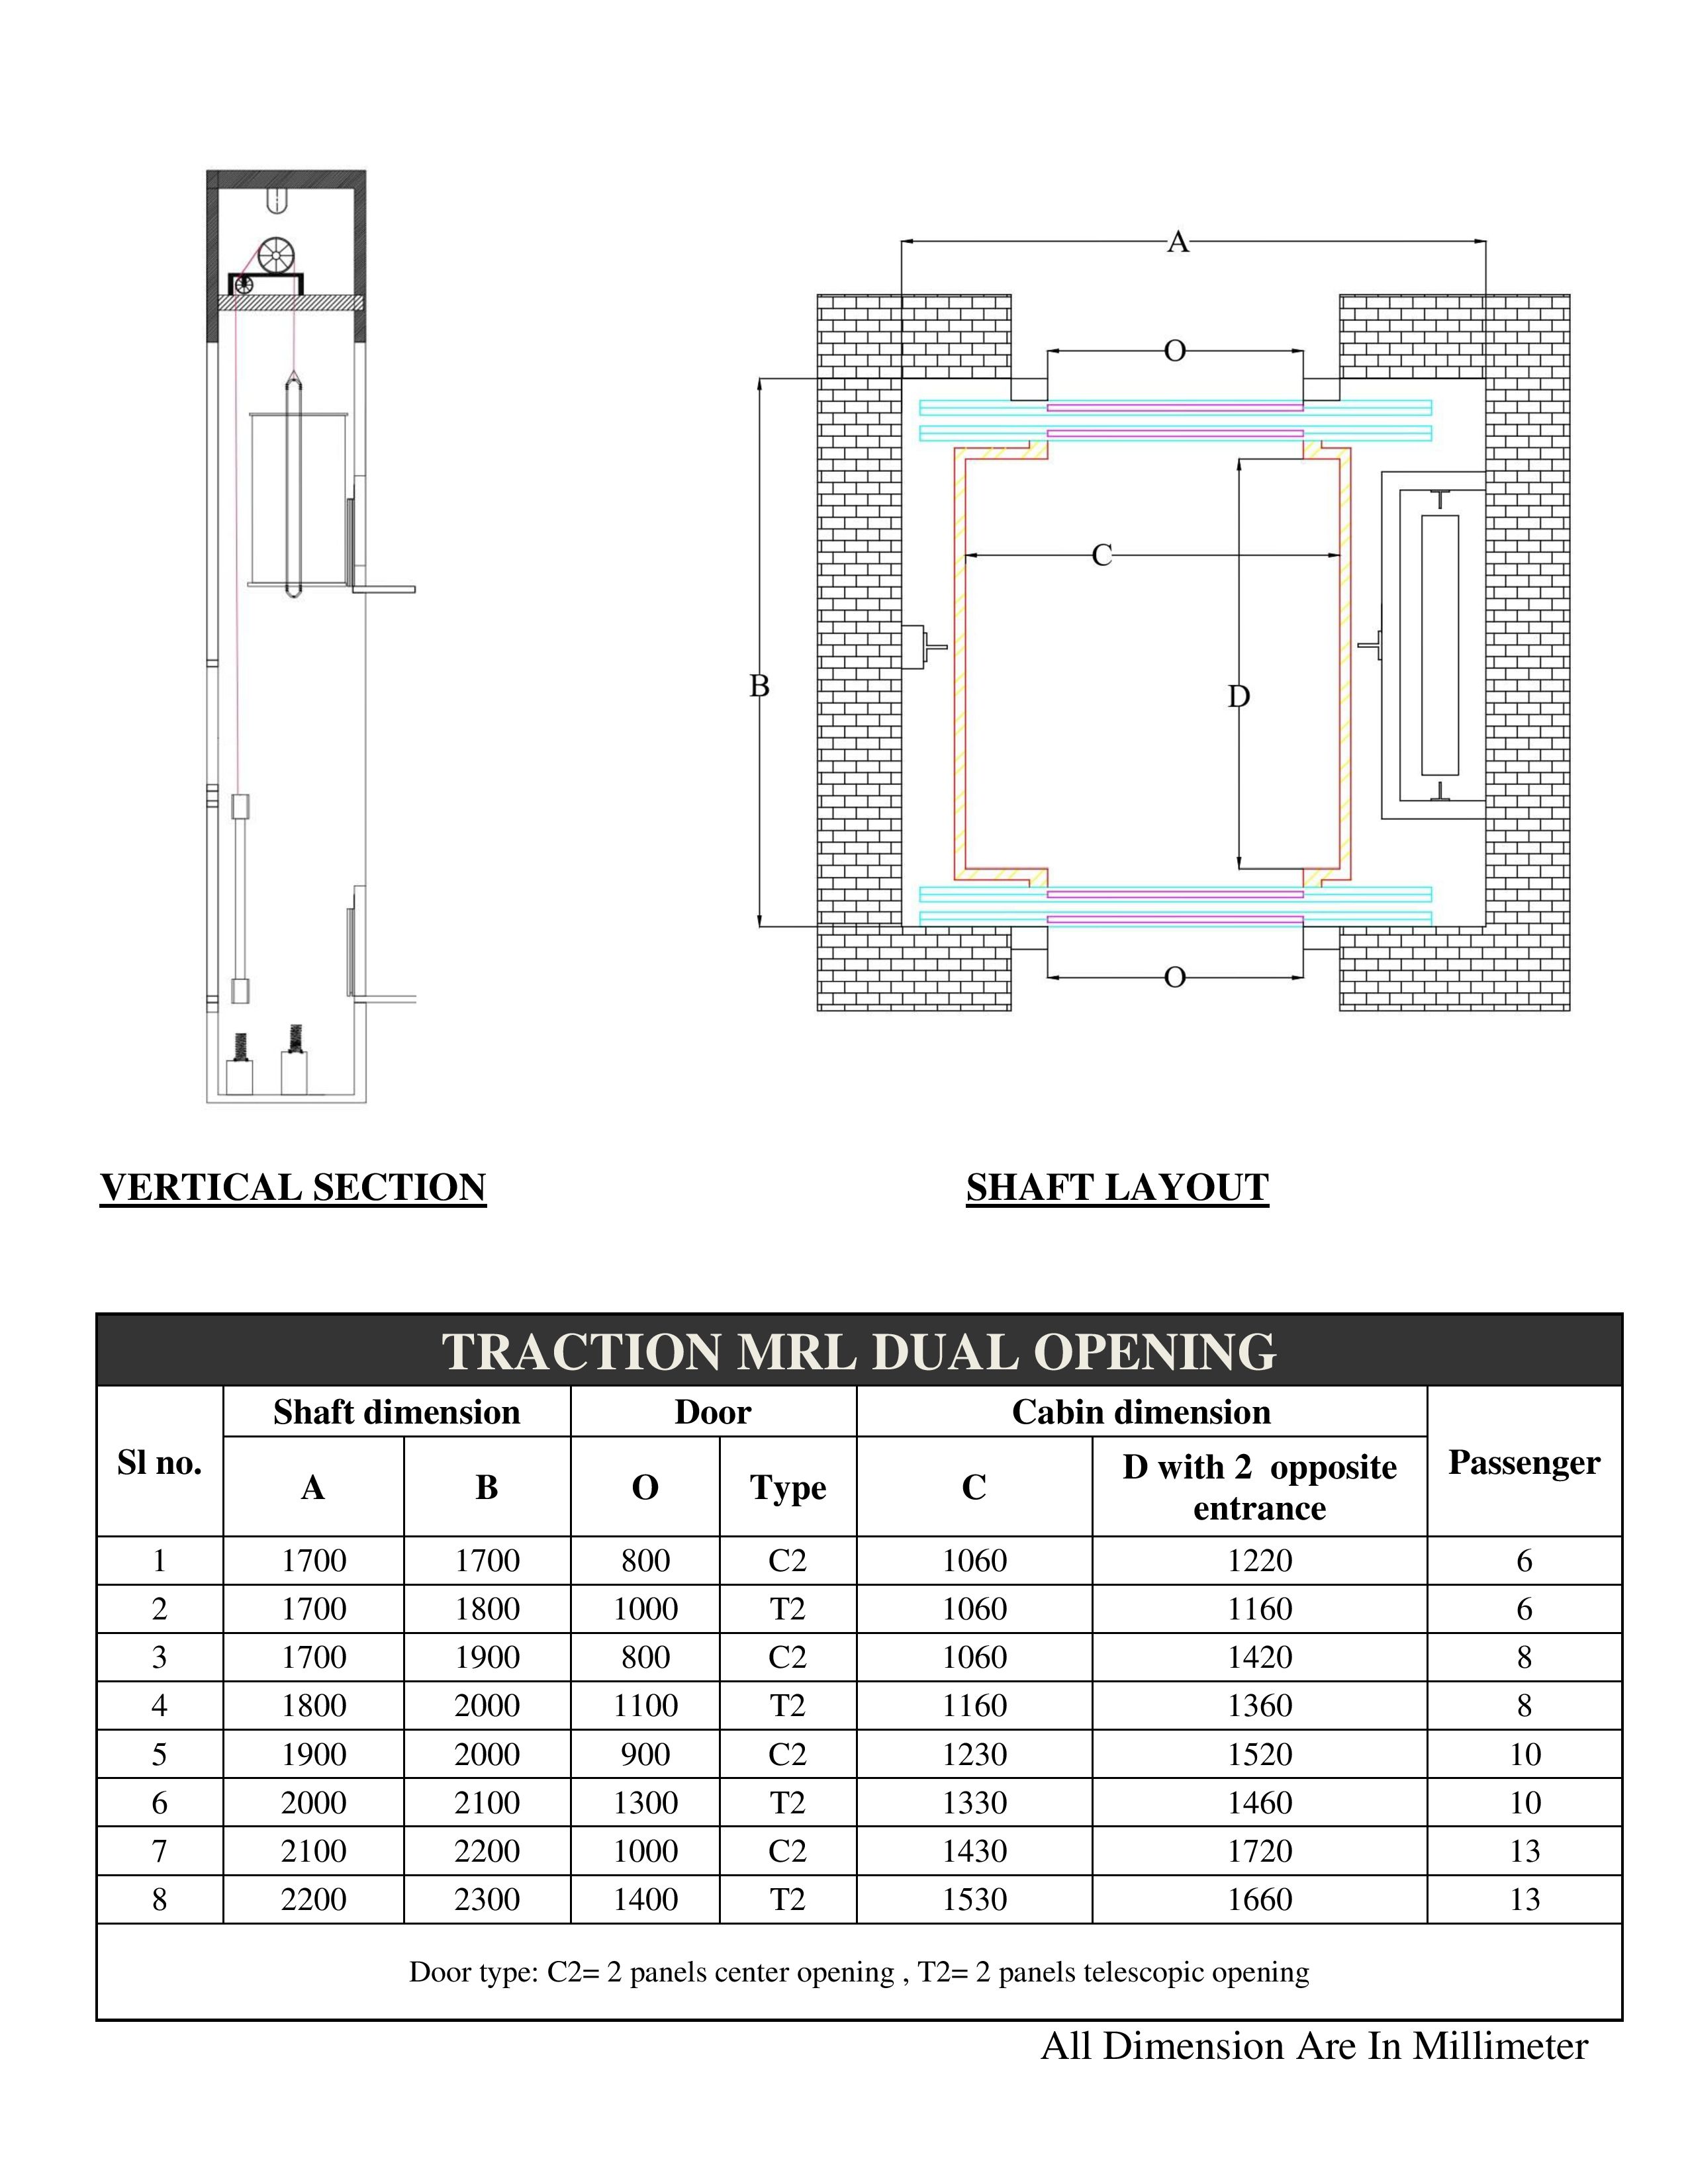 A
O
C
B
D
O
VERTICAL SECTION
SHAFT LAYOUT
TRACTION MRL DUAL OPENING
Sl no. Shaft dimension Door Cabin dimension Passenger
A B O Type C D with 2 opposite
entrance
1 1700 1700 800 C2 1060 1220 6
2 1700 1800 1000 T2 1060 1160 6
3 1700 1900 800 C2 1060 1420 8
4 1800 2000 1100 T2 1160 1360 8
5 1900 2000 900 C2 1230 1520 10
6 2000 2100 1300 T2 1330 1460 10
7 2100 2200 1000 C2 1430 1720 13
8 2200 2300 1400 T2 1530 1660 13
Door type: C2= 2 panels center opening , T2= 2 panels telescopic opening
All Dimension Are In Millimeter